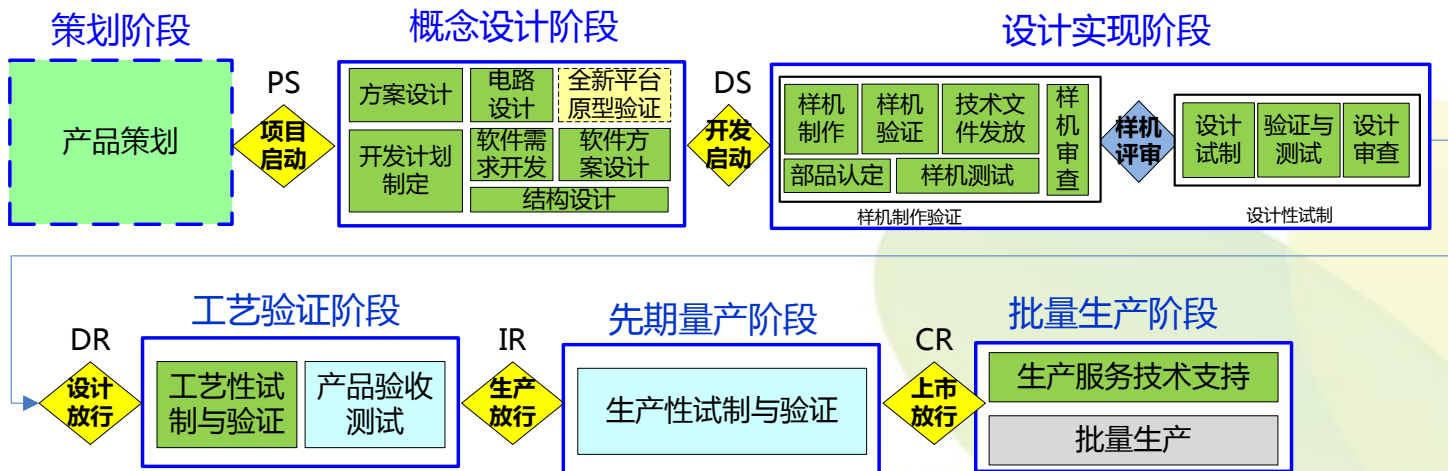 策划阶段
概念设计阶段
设计实现阶段
PS
DS
产品策划
项目
启动
方案设计
电路
设计
全新平台
原型验证
开发计划
制定
软件需
求开发
软件方
案设计
结构设计
开发
启动
样机
制作
样机
验证
技术文
件发放
样
机
审
查
部品认定
样机测试
样机制作验证
样机
评审
设计
试制
验证与
测试
设计
审查
设计性试制
工艺验证阶段
先期量产阶段
批量生产阶段
DR
IR
CR
设计
放行
工艺性试
制与验证
产品验收
测试
生产
放行
生产性试制与验证
上市
放行
生产服务技术支持
批量生产